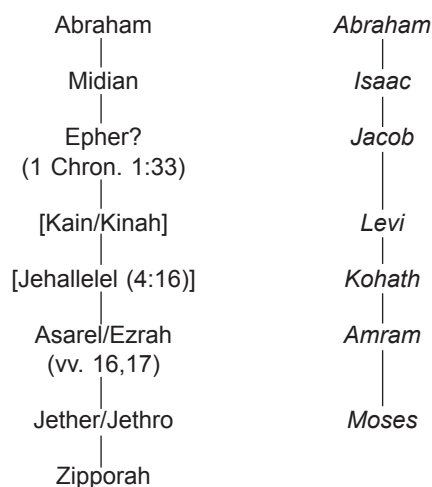 Abraham
Midian
Epher?
(1 Chron. 1:33)
[Kain/Kinah]
[Jehallelel (4:16)]
Asarel/Ezrah
(vv. 16,17)
Jether/Jethro
Zipporah
Abraham
Isaac
Jacob
Levi
Kohath
Amram
Moses